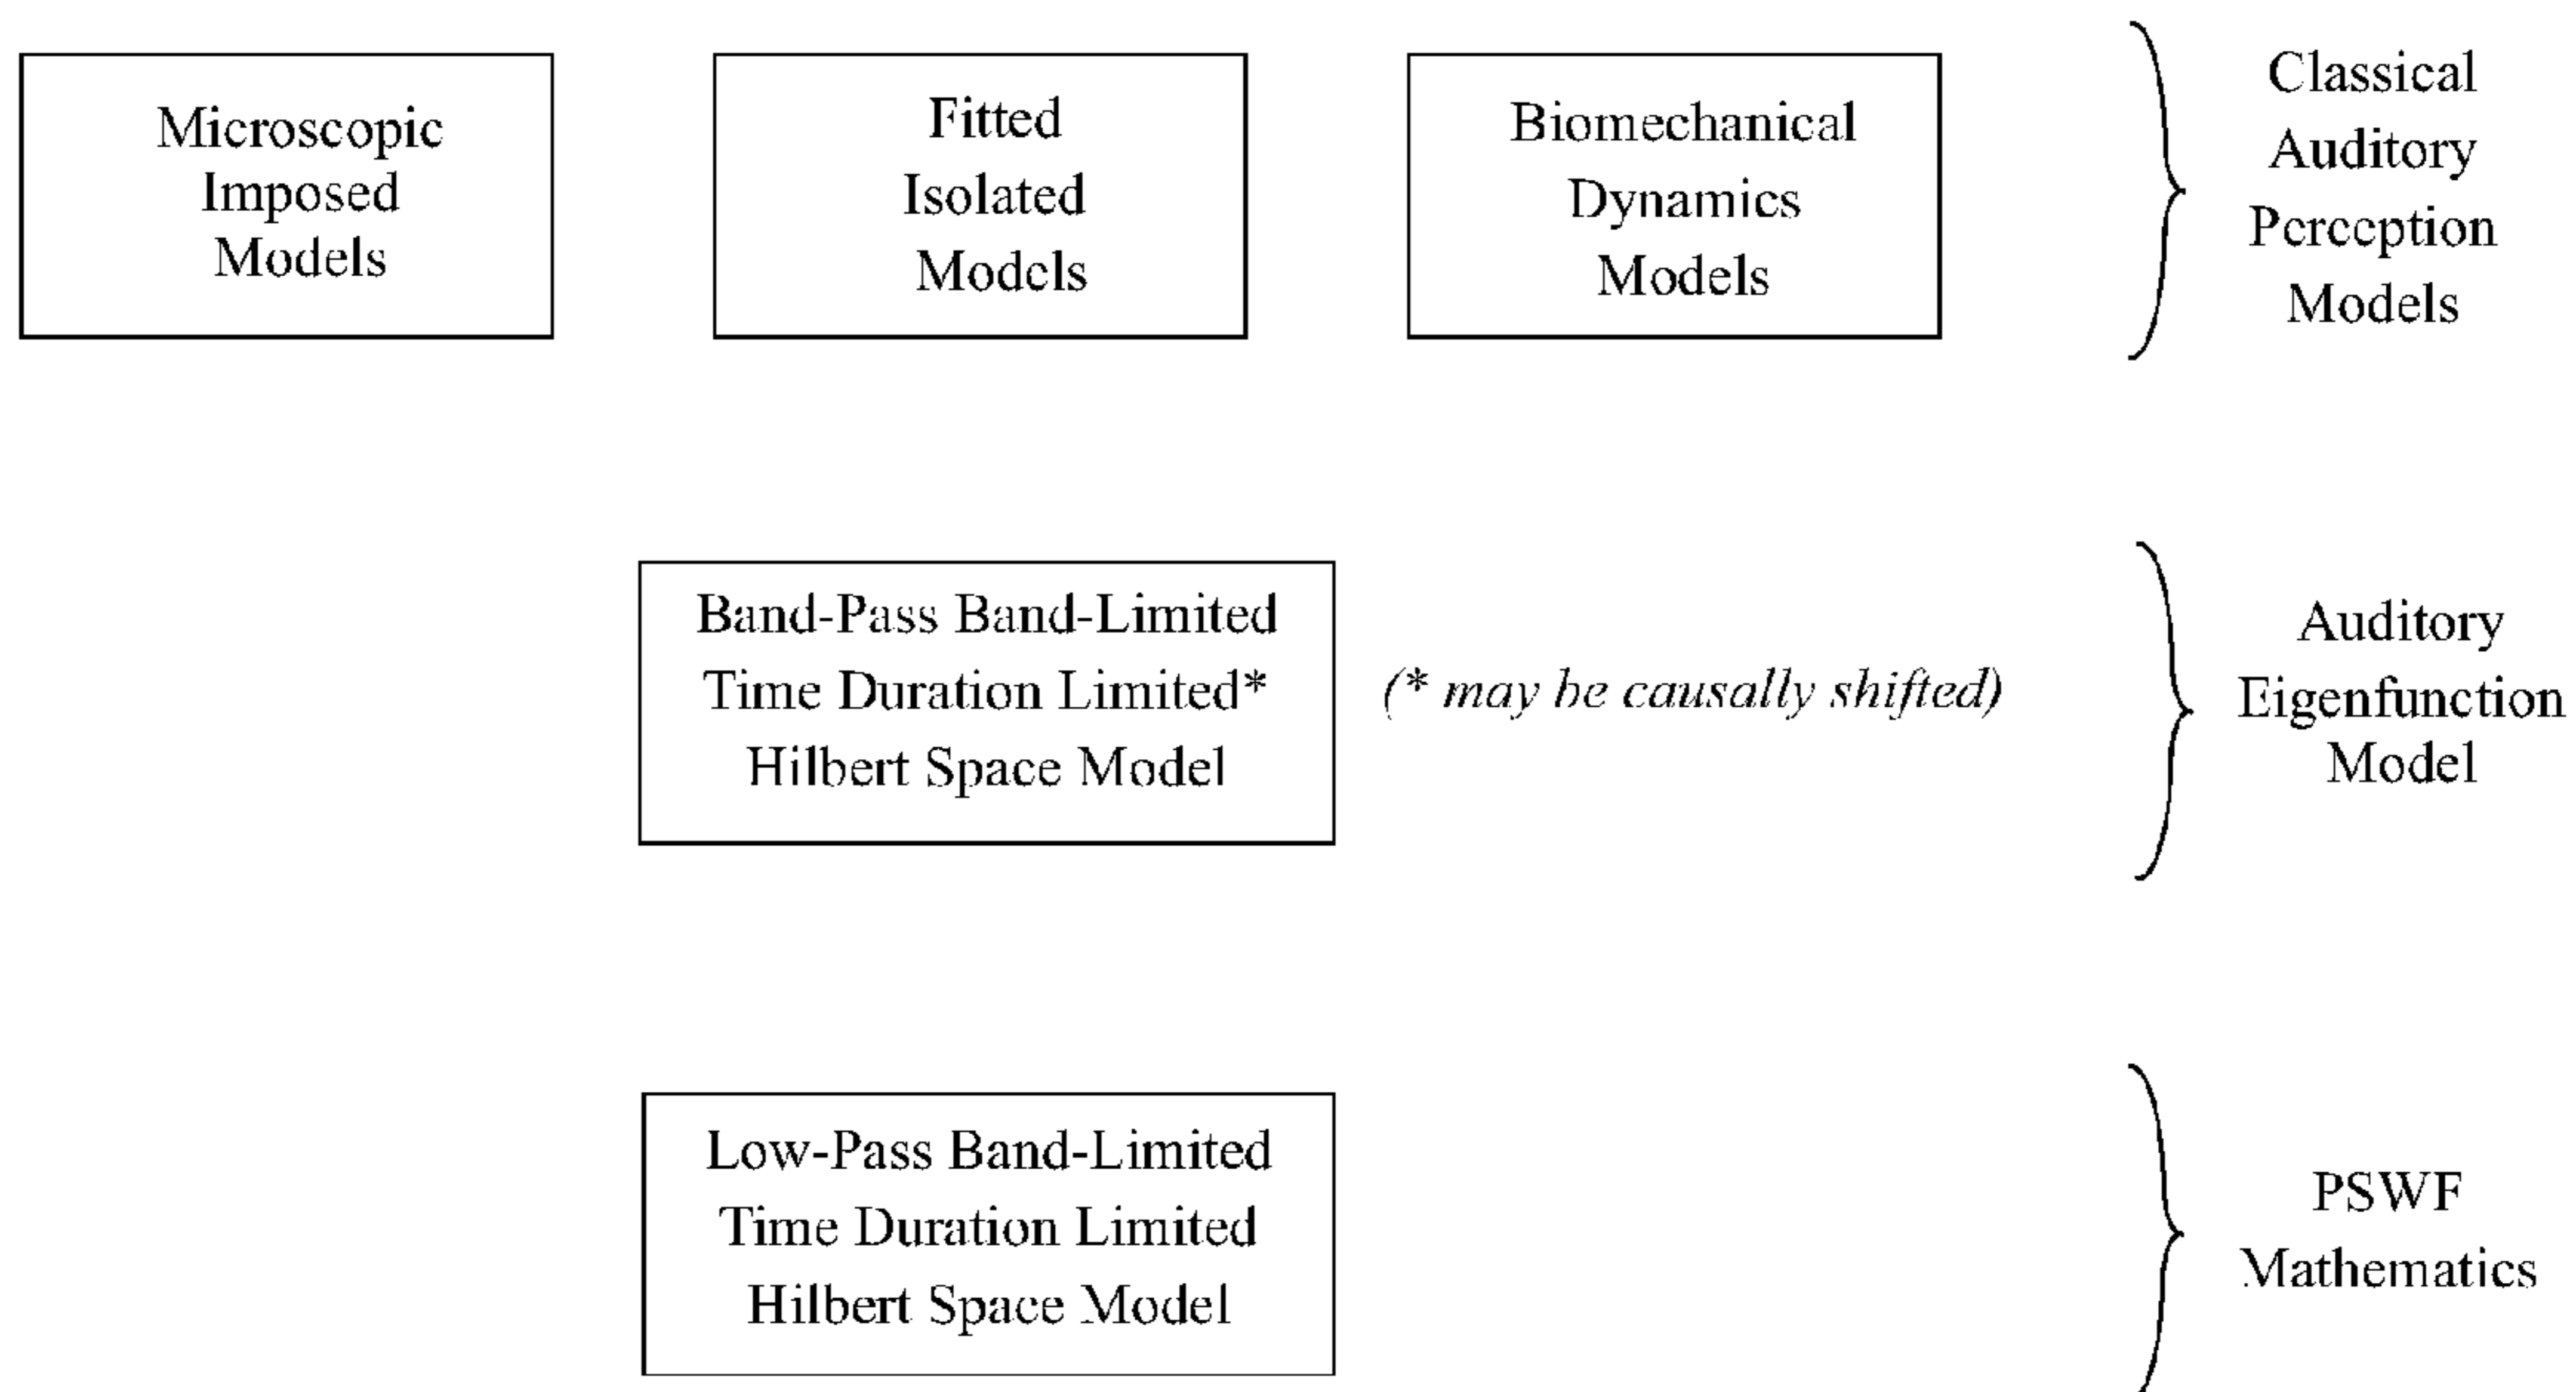 Microscopic
Imposed
Models
Fitted
Isolated
Models
Biomechanical
Dynamics
Models
Classical
Auditory
Perception
Models
Band-Pass Band-Limited
Time Duration Limited*
Hilbert Space Model
(* may be causally shifted)
Auditory
Eigenfunction
Model
Low-Pass Band-Limited
Time Duration Limited
Hilbert Space Model
PSWF
Mathematics